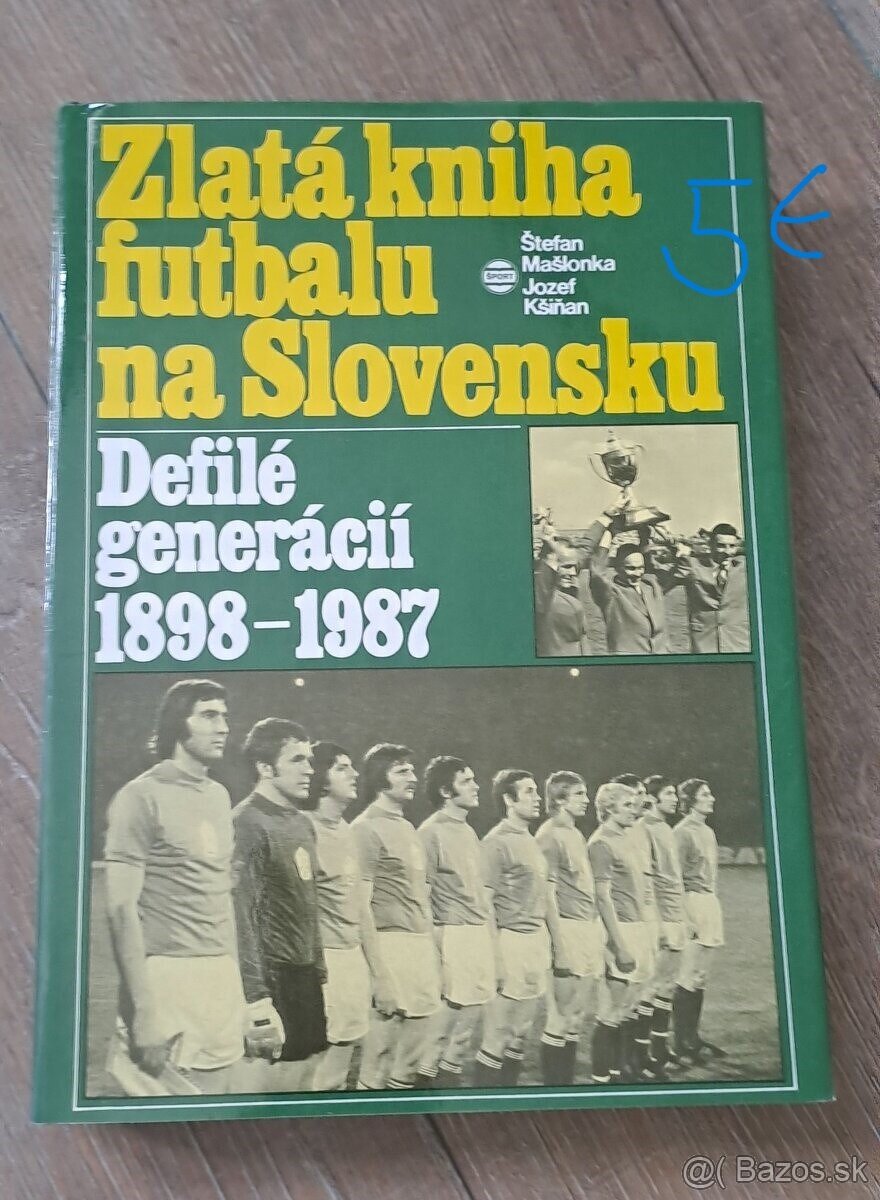 Zlatá kniha
futbalu
na Slovensku
Štefan
Mašlonka
Jozef
Kšiňan
ŠPORT
5€
Defilé
generácií
1898–1987
@( Bazos.sk